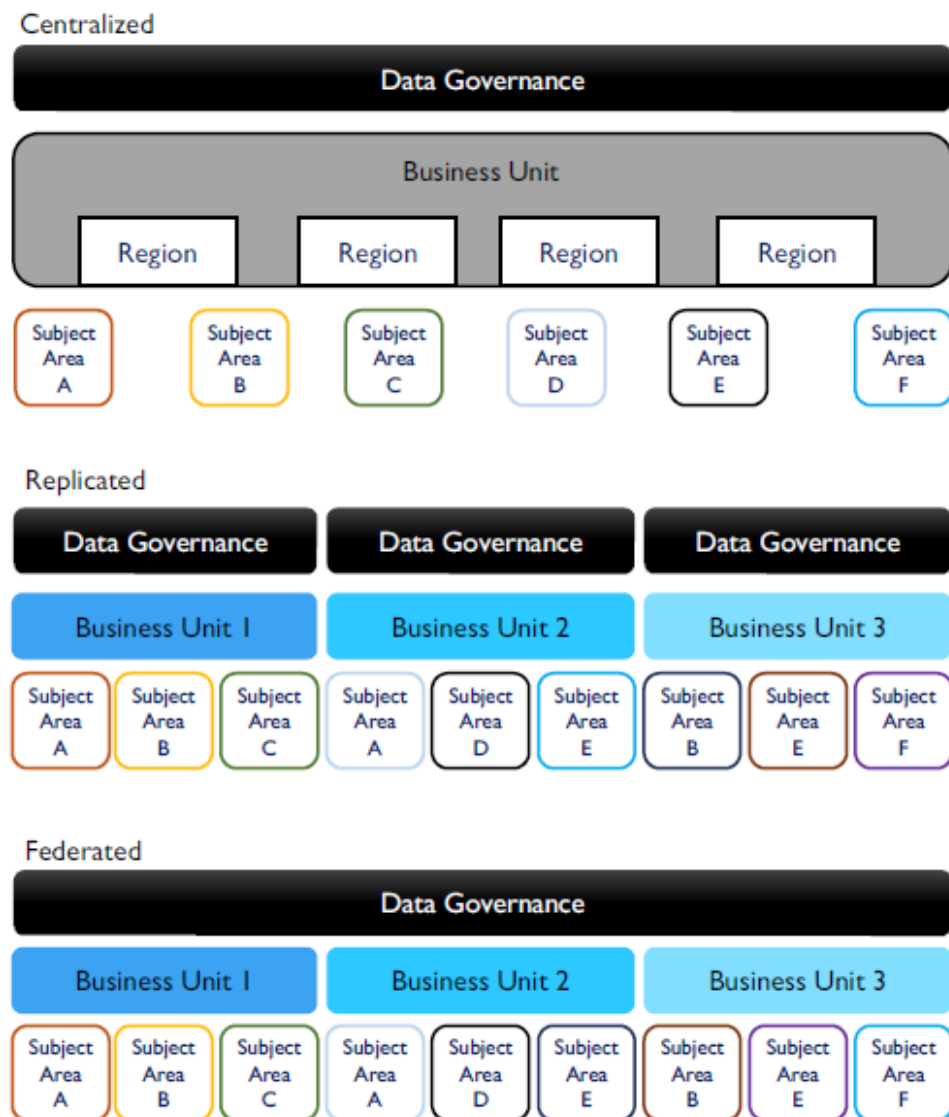 Centralized
Data Governance
Business Unit
Region Region Region Region
Subject Subject Subject Subject Subject Subject
Area Area Area Area Area Area
A B C D E F
Replicated
Data Governance Data Governance Data Governance
Business Unit 1 Business Unit 2 Business Unit 3
Subject Subject Subject Subject Subject Subject Subject Subject Subject
Area Area Area Area Area Area Area Area Area
A B C A D E B E F
Federated
Data Governance
Business Unit 1 Business Unit 2 Business Unit 3
Subject Subject Subject Subject Subject Subject Subject Subject Subject
Area Area Area Area Area Area Area Area Area
A B C A D E B E F